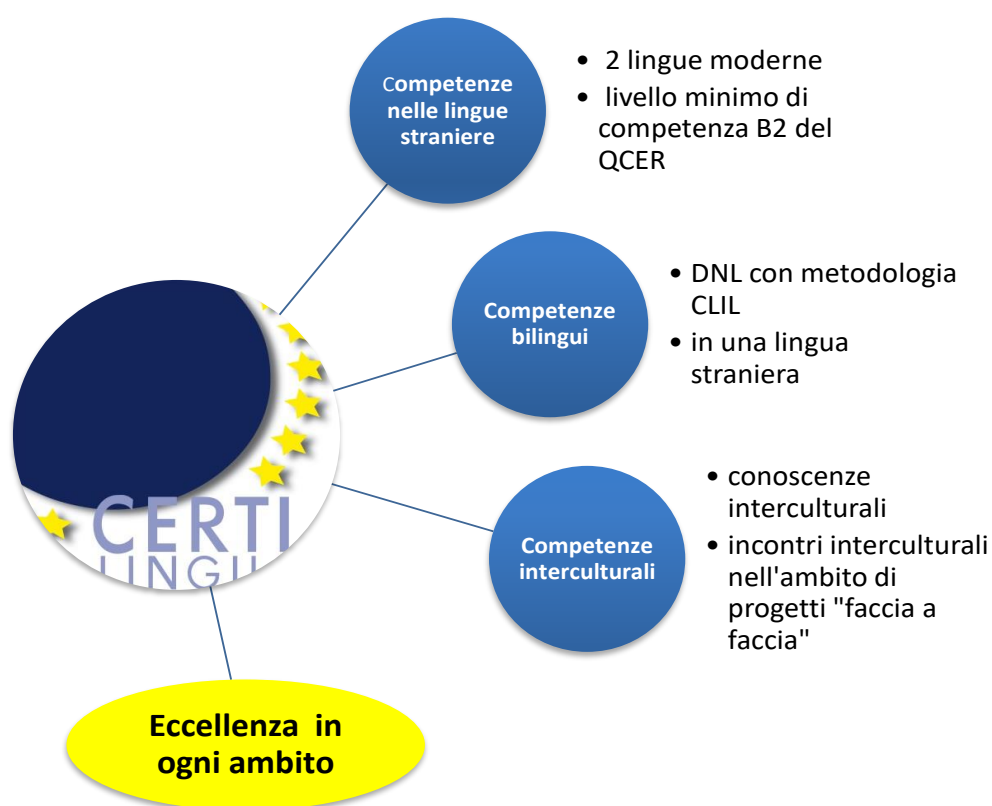 Competenze
nelle lingue
straniere
• 2 lingue moderne
• livello minimo di
competenza B2 del
QCER
Competenze
bilingui
• DNL con metodologia
CLIL
• in una lingua
straniera
CERTI
LINGU
Competenze
interculturali
• conoscenze
interculturali
• incontri interculturali
nell'ambito di
progetti "faccia a
faccia"
Eccellenza in
ogni ambito